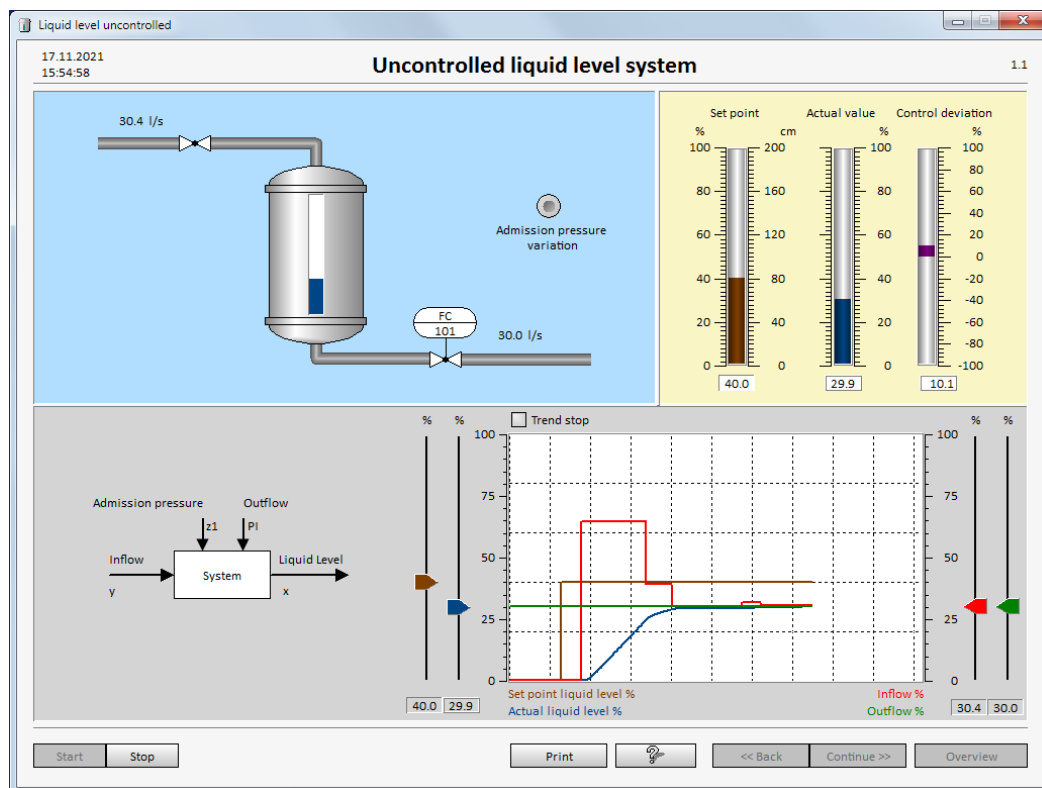 Liquid level uncontrolled
17.11.2021
15:54:58
Uncontrolled liquid level system
1.1
30.4 l/s
Admission pressure
variation
FC
101
30.0 l/s
Set point Actual value Control deviation
% cm % %
100 200 100 100
80
80 160 80 60
40
60 120 60 20
0
40 80 40 -20
-40
20 40 20 -60
-80
0 0 0 -100
40.0 29.9 10.1
Admission pressure Outflow
z1 PI
Inflow System Liquid Level
y x
% % Trend stop % %
100 100
75 75
50 50
25 25
0 0
Set point liquid level % Inflow %
Actual liquid level % Outflow %
40.0 29.9 30.4 30.0
Start Stop Print ? << Back Continue >> Overview